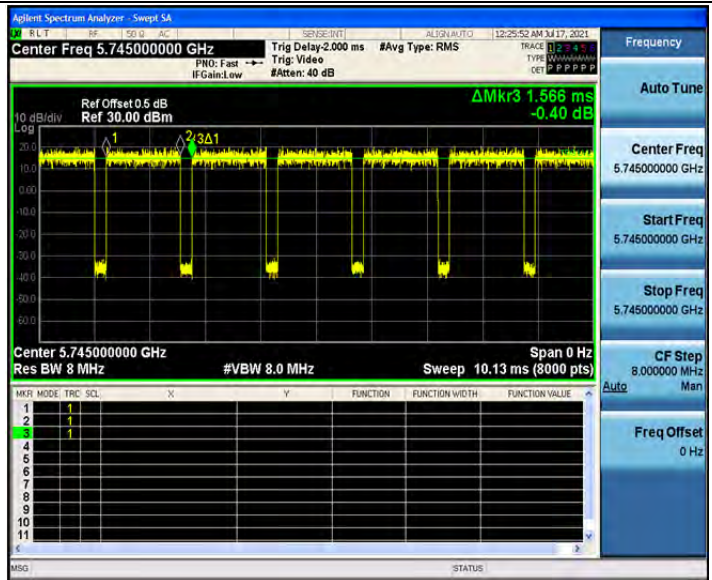 Agilent Spectrum Analyzer - Swept SA
RLT RF 50 Ω AC SENSE:INT ALIGNAUTO 12:25:52 AM Jul 17, 2021
Center Freq 5.745000000 GHz
PNO: Fast
IFGain:Low
Trig Delay-2.000 ms
Trig: Video
#Atten: 40 dB
#Avg Type: RMS
TRACE 1 2 3 4 5 6
TYPE W
DET P P P P P P
Frequency
Auto Tune
Center Freq
5.745000000 GHz
Start Freq
5.745000000 GHz
Stop Freq
5.745000000 GHz
CF Step
8.000000 MHz
Auto Man
Freq Offset
0 Hz
ΔMkr3 1.566 ms
-0.40 dB
Ref Offset 0.5 dB
10 dB/div Ref 30.00 dBm
Log
1
2
3Δ1
20.0
10.0
0.00
-10.0
-20.0
-30.0
-40.0
-50.0
-60.0
Center 5.745000000 GHz Span 0 Hz
Res BW 8 MHz #VBW 8.0 MHz Sweep 10.13 ms (8000 pts)
MKR MODE TRC SCL X Y FUNCTION FUNCTION WIDTH FUNCTION VALUE
1 1
2 1
3 1
4
5
6
7
8
9
10
11
MSG STATUS